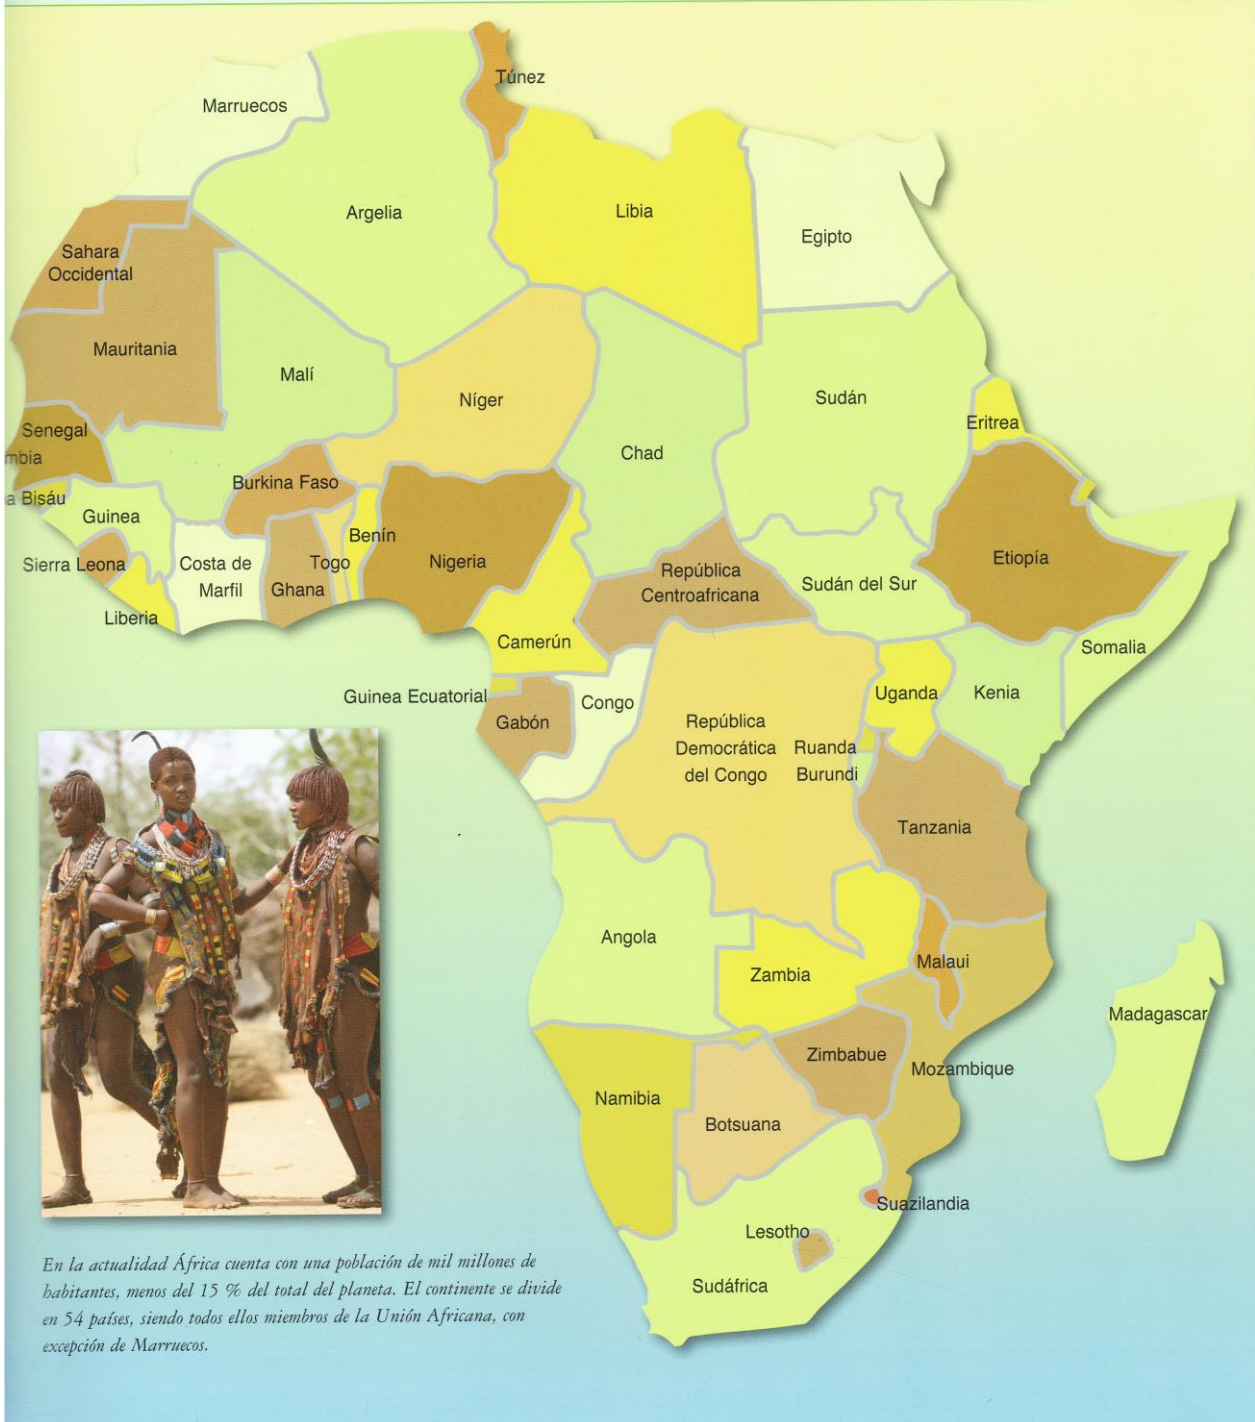 Túnez
Marruecos
Argelia
Libia
Egipto
Sahara
Occidental
Mauritania
Malí
Níger
Chad
Sudán
Eritrea
Senegal
mbia
a Bisáu
Guinea
Burkina Faso
Benín
Nigeria
Etiopía
Sierra Leona
Costa de
Marfil
Togo
Ghana
Liberia
República
Centroafricana
Sudán del Sur
Camerún
Somalia
Guinea Ecuatorial
Gabón
Congo
Uganda
Kenia
República
Democrática
del Congo
Ruanda
Burundi
Tanzania
Angola
Zambia
Malaui
Madagascar
Zimbabue
Mozambique
Namibia
Botsuana
Suazilandia
Lesotho
Sudáfrica
En la actualidad África cuenta con una población de mil millones de
habitantes, menos del 15 % del total del planeta. El continente se divide
en 54 países, siendo todos ellos miembros de la Unión Africana, con
excepción de Marruecos.